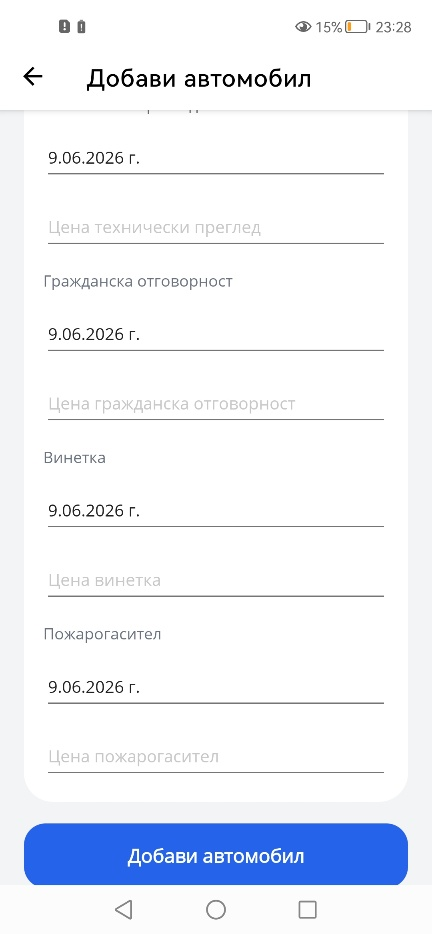 15% 23:28
Добави автомобил
9.06.2026 г.
Цена технически преглед
Гражданска отговорност
9.06.2026 г.
Цена гражданска отговорност
Винетка
9.06.2026 г.
Цена винетка
Пожарогасител
9.06.2026 г.
Цена пожарогасител
Добави автомобил